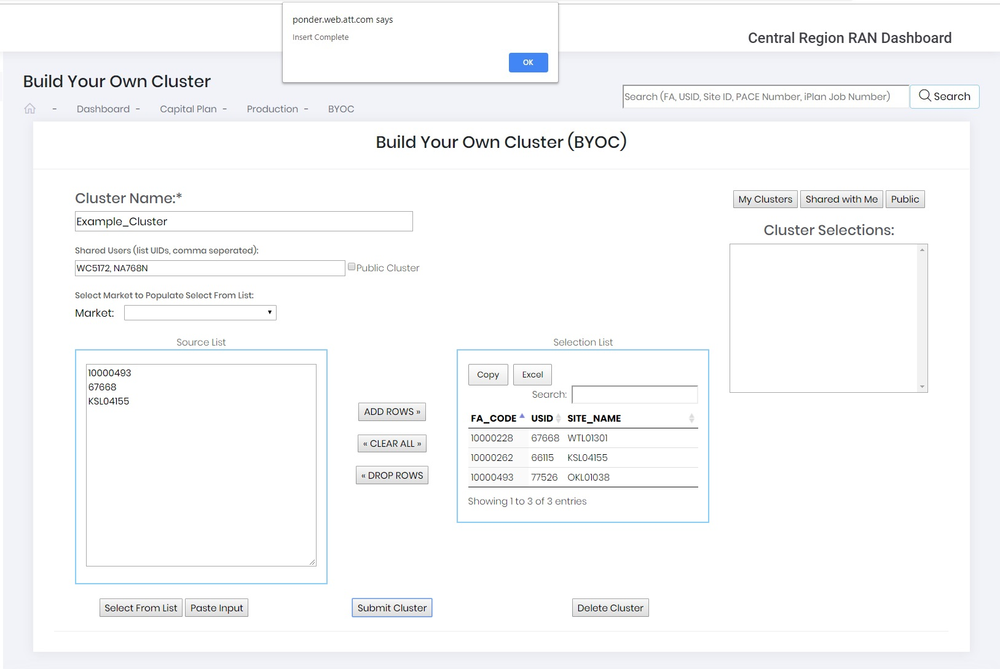 ponder.web.att.com says
Insert Complete
OK
Central Region RAN Dashboard
Build Your Own Cluster
Search (FA, USID, Site ID, PACE Number, iPlan Job Number)
Search
- Dashboard - Capital Plan - Production - BYOC
Build Your Own Cluster (BYOC)
Cluster Name:*
Example_Cluster
My Clusters Shared with Me Public
Cluster Selections:
Shared Users (list UIDs, comma seperated):
WC5172, NA768N
Public Cluster
Select Market to Populate Select From List:
Market:
Source List
10000493
67668
KSL04155
ADD ROWS »
« CLEAR ALL »
« DROP ROWS
Selection List
Copy Excel
Search:
FA_CODE USID SITE_NAME
10000228 67668 WTL01301
10000262 66115 KSL04155
10000493 77526 OKL01038
Showing 1 to 3 of 3 entries
Select From List Paste Input Submit Cluster Delete Cluster